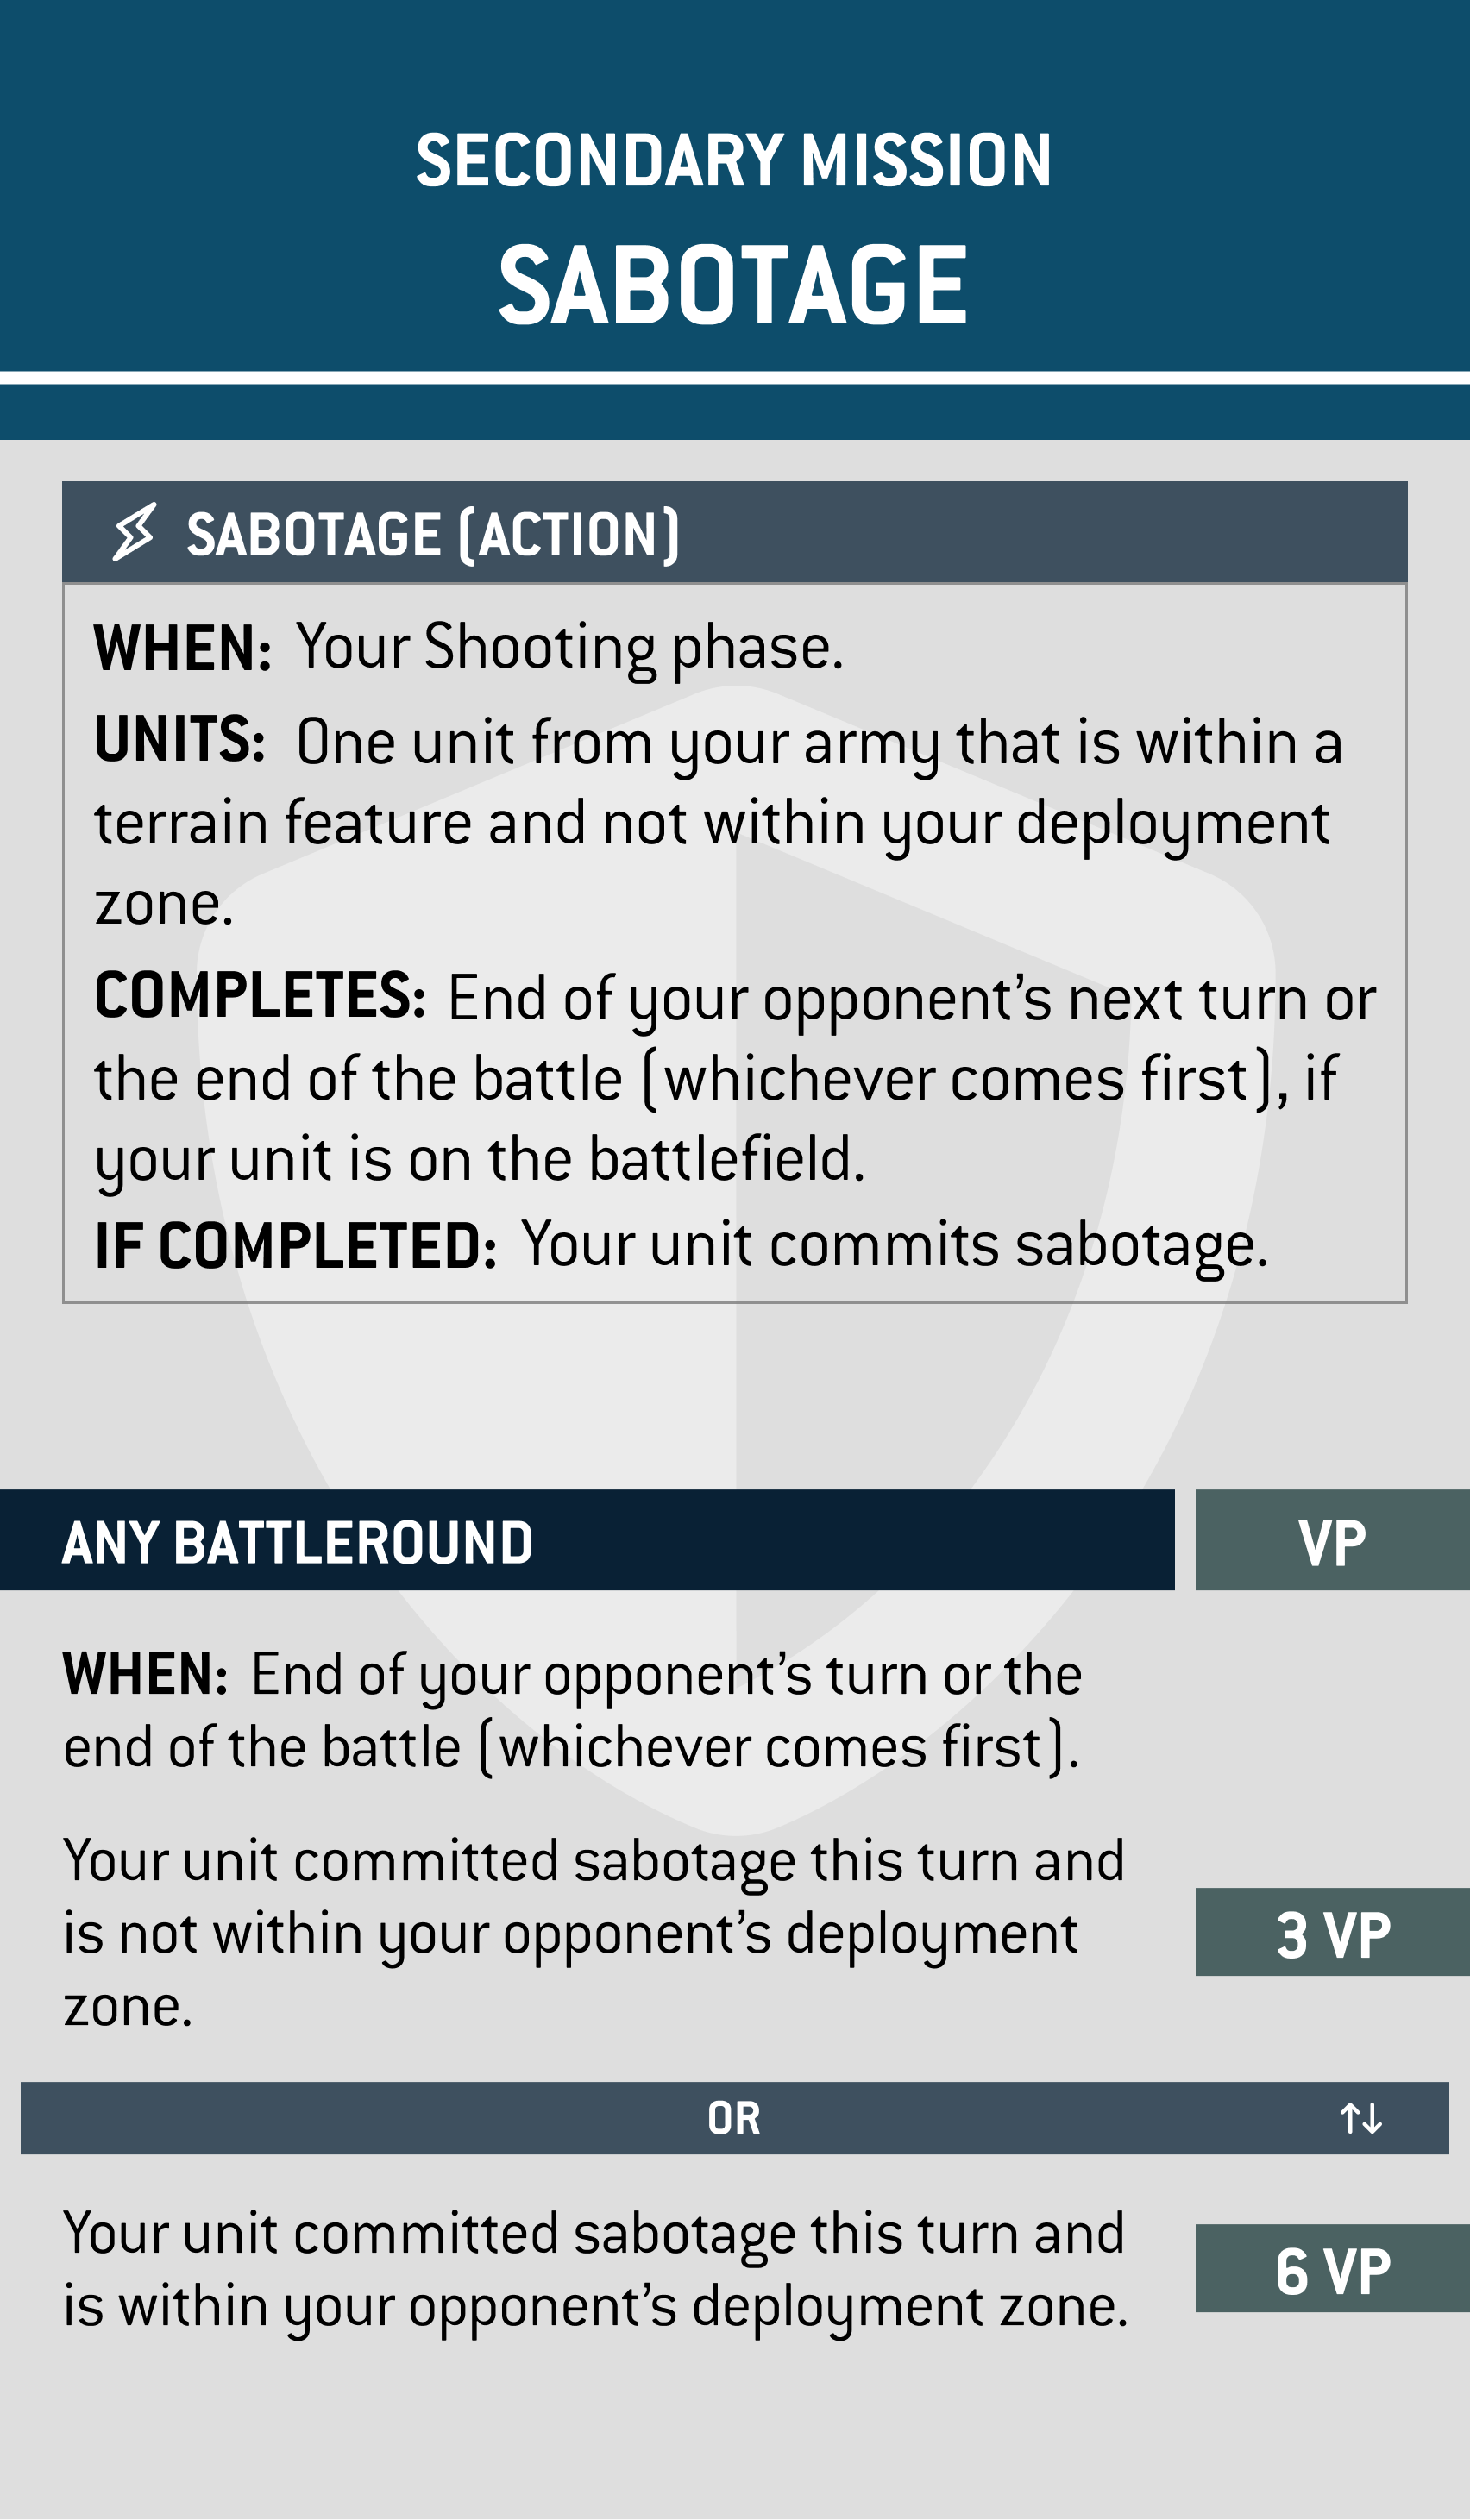 SECONDARY MISSION
SABOTAGE
SABOTAGE (ACTION)
WHEN: Your Shooting phase.
UNITS: One unit from your army that is within a
terrain feature and not within your deployment
zone.
COMPLETES: End of your opponent’s next turn or
the end of the battle (whichever comes first), if
your unit is on the battlefield.
IF COMPLETED: Your unit commits sabotage.
ANY BATTLEROUND
VP
WHEN: End of your opponent’s turn or the
end of the battle (whichever comes first).
Your unit committed sabotage this turn and
is not within your opponent’s deployment
zone.
3 VP
OR
Your unit committed sabotage this turn and
is within your opponent’s deployment zone.
6 VP